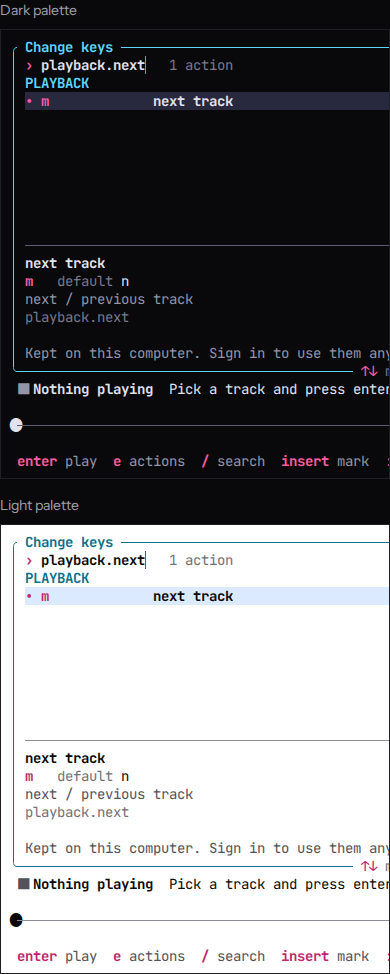 Dark palette
Change keys
› playback.next 1 action
PLAYBACK
• m next track
next track
m default n
next / previous track
playback.next
Kept on this computer. Sign in to use them any
↑↓ m
Nothing playing Pick a track and press enter
enter play e actions / search insert mark :
Light palette
Change keys
› playback.next 1 action
PLAYBACK
• m next track
next track
m default n
next / previous track
playback.next
Kept on this computer. Sign in to use them any
↑↓ m
Nothing playing Pick a track and press enter
enter play e actions / search insert mark :